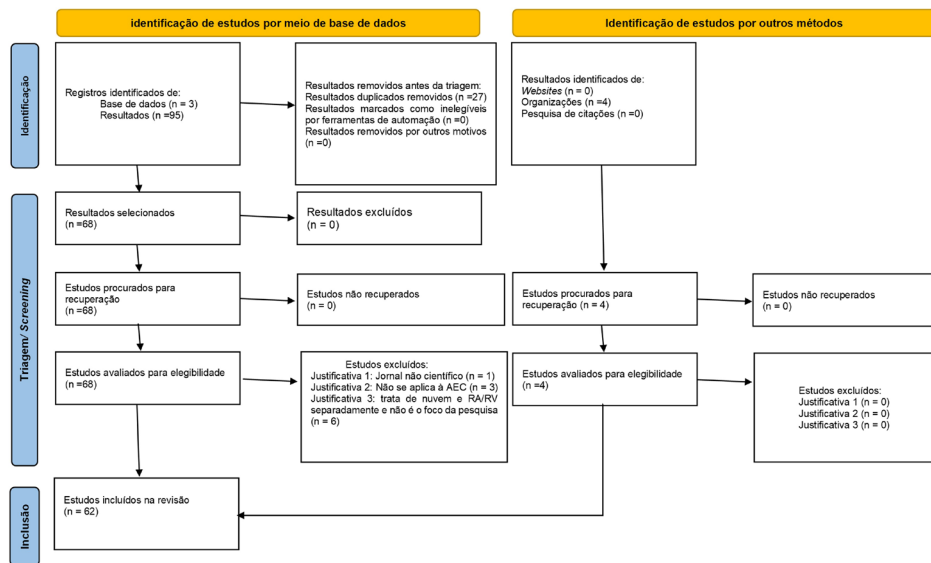 identificação de estudos por meio de base de dados
Identificação de estudos por outros métodos
Identificação
Registros identificados de:
Base de dados (n = 3)
Resultados (n =95)
Resultados removidos antes da triagem:
Resultados duplicados removidos (n =27)
Resultados marcados como inelegíveis
por ferramentas de automação (n =0)
Resultados removidos por outros motivos
(n =0)
Resultados identificados de:
Websites (n = 0)
Organizações (n =4)
Pesquisa de citações (n =0)
Triagem/ Screening
Resultados selecionados
(n =68)
Resultados excluídos
(n = 0)
Estudos procurados para
recuperação
(n =68)
Estudos não recuperados
(n = 0)
Estudos procurados para
recuperação (n = 4)
Estudos não recuperados
(n = 0)
Estudos avaliados para elegibilidade
(n =68)
Estudos excluídos:
Justificativa 1: Jornal não científico (n = 1)
Justificativa 2: Não se aplica à AEC (n = 3)
Justificativa 3: trata de nuvem e RA/RV
separadamente e não é o foco da pesquisa
(n = 6)
Estudos avaliados para elegibilidade
(n =4)
Estudos excluídos:
Justificativa 1 (n = 0)
Justificativa 2 (n = 0)
Justificativa 3 (n = 0)
Inclusão
Estudos incluídos na revisão
(n = 62)